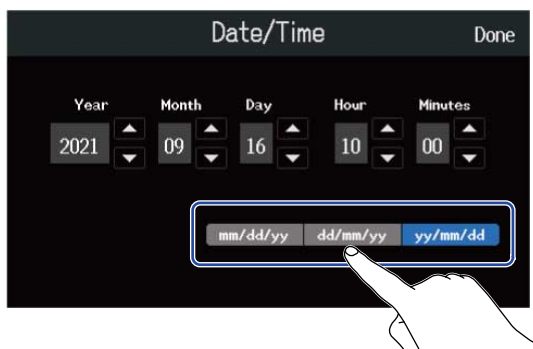 Date/Time Done
Year Month Day Hour Minutes
2021 09 16 10 00
mm/dd/yy dd/mm/yy yy/mm/dd